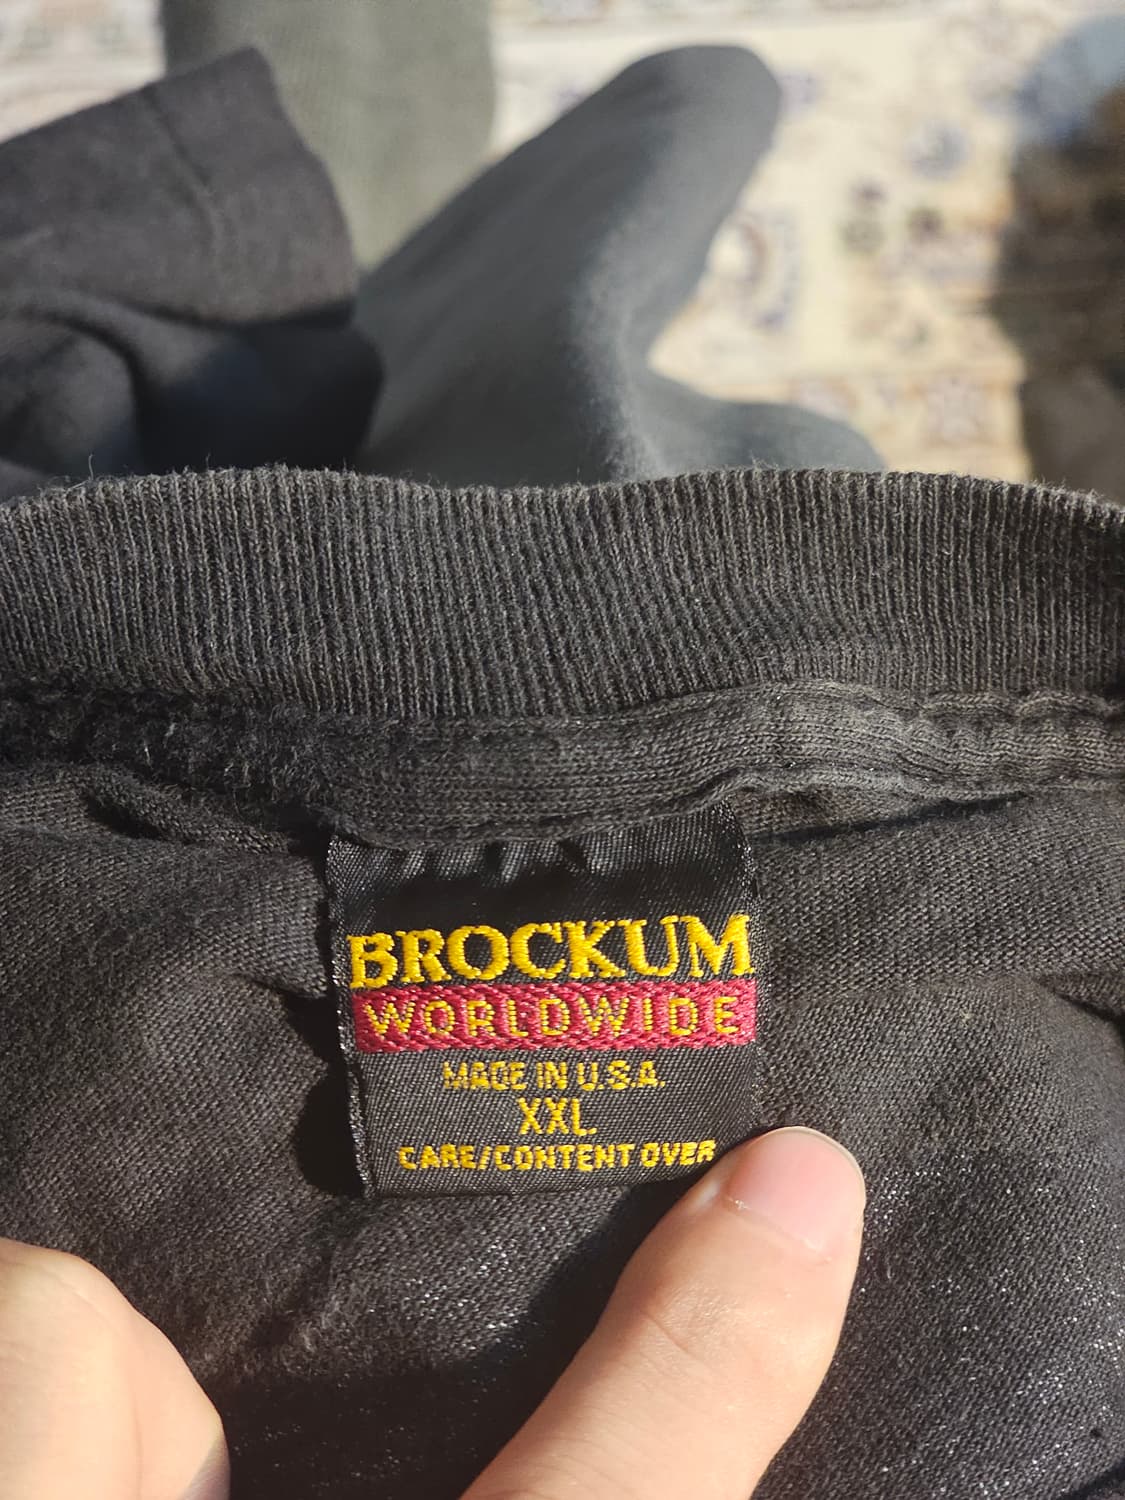 BROCKUM
WORLDWIDE
MADE IN U.S.A.
XXL
CARE/CONTENT OVER